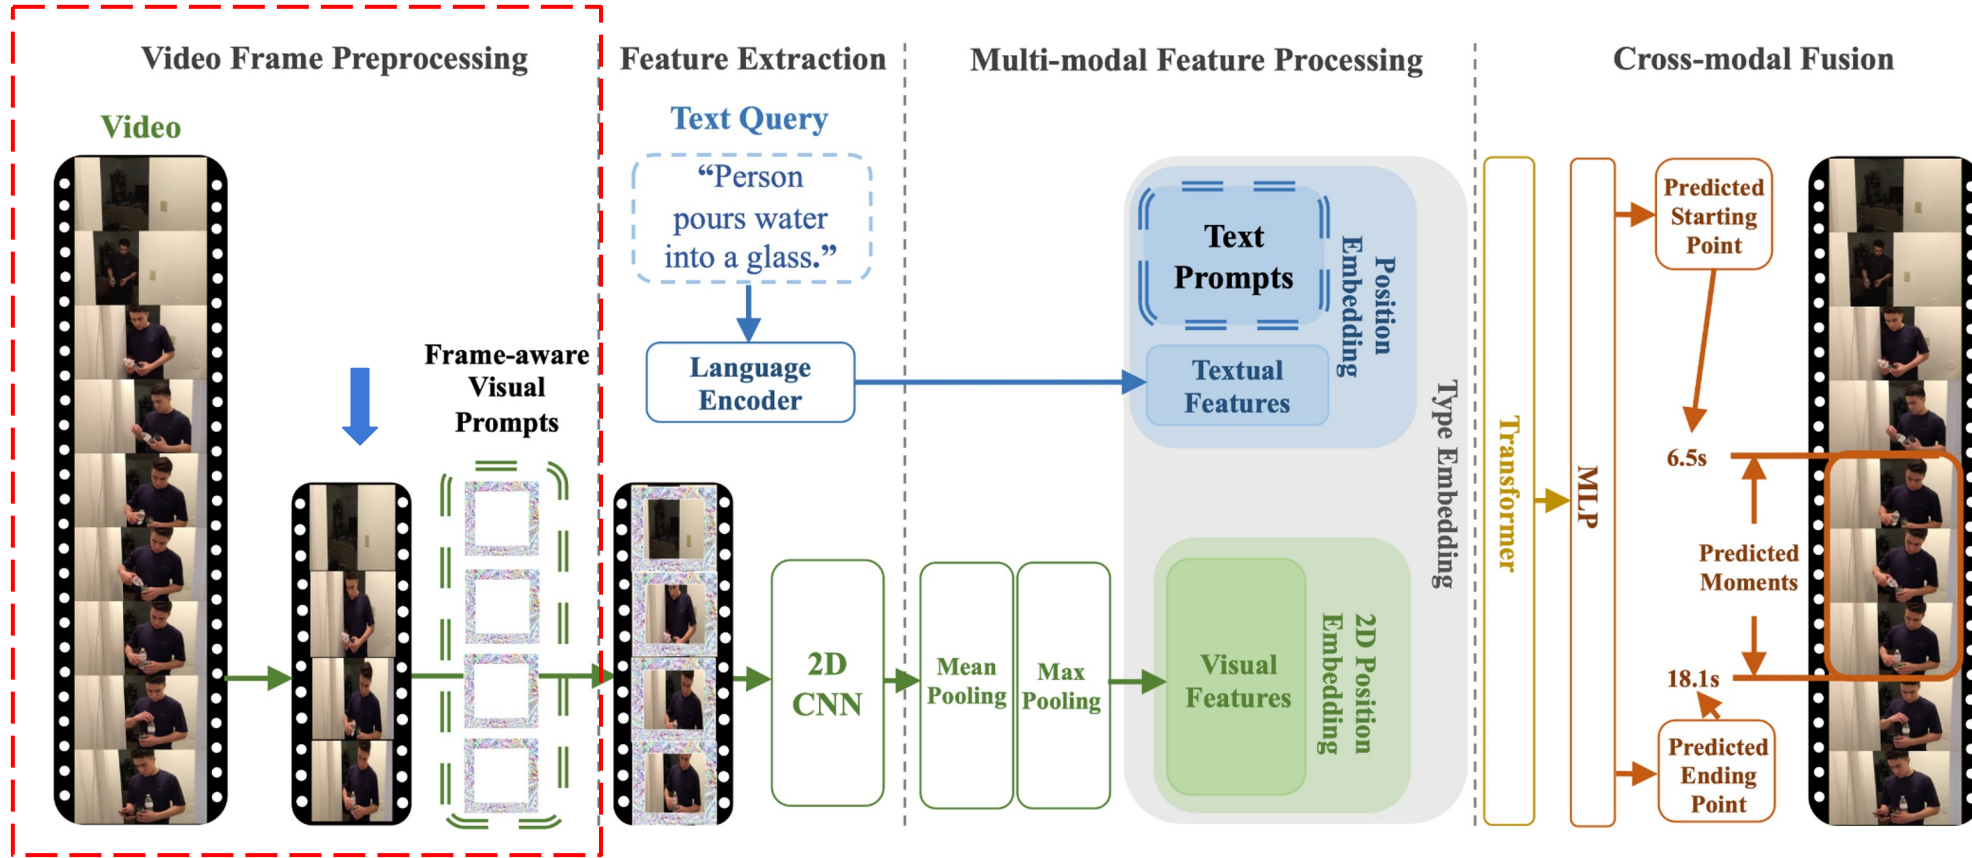 Video Frame Preprocessing
Feature Extraction
Multi-modal Feature Processing
Cross-modal Fusion
Video
Frame-aware
Visual
Prompts
Text Query
“Person
pours water
into a glass.”
Language
Encoder
2D
CNN
Mean
Pooling
Max
Pooling
Text
Prompts
Position
Embedding
Textual
Features
Type Embedding
Visual
Features
2D Position
Embedding
Transformer
MLP
Predicted
Starting
Point
6.5s
Predicted
Moments
18.1s
Predicted
Ending
Point